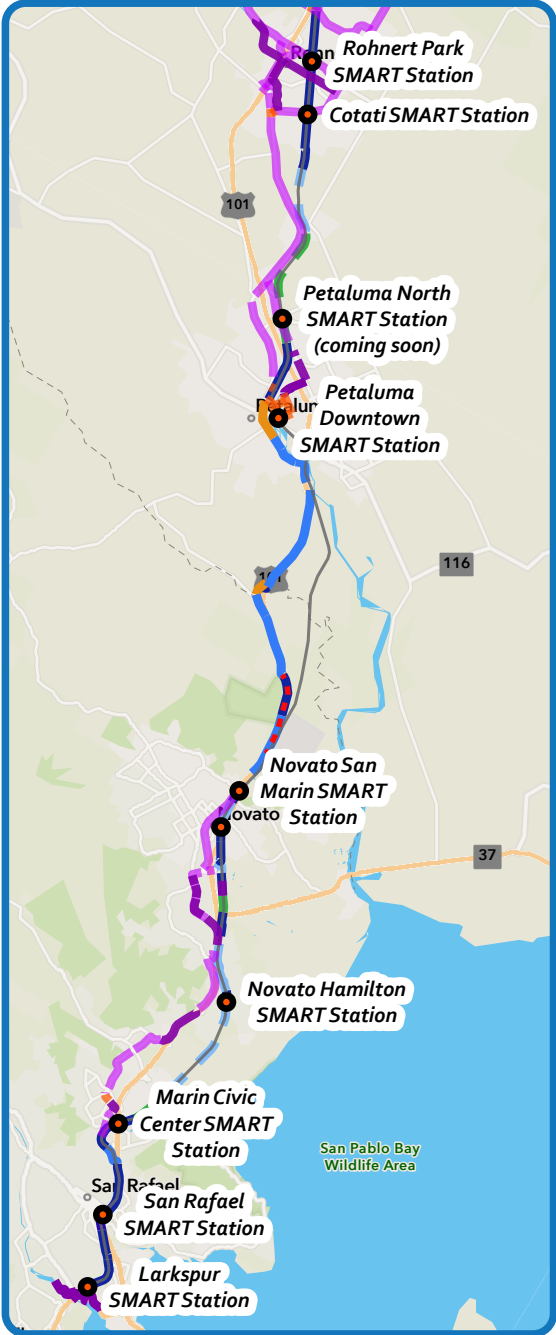 Rohnert Park
SMART Station
Cotati SMART Station
101
Petaluma North
SMART Station
(coming soon)
Petaluma
Downtown
SMART Station
116
Novato San
Marin SMART
Station
37
Novato Hamilton
SMART Station
Marin Civic
Center SMART
Station
San Pablo Bay
Wildlife Area
San Rafael
San Rafael
SMART Station
Larkspur
SMART Station